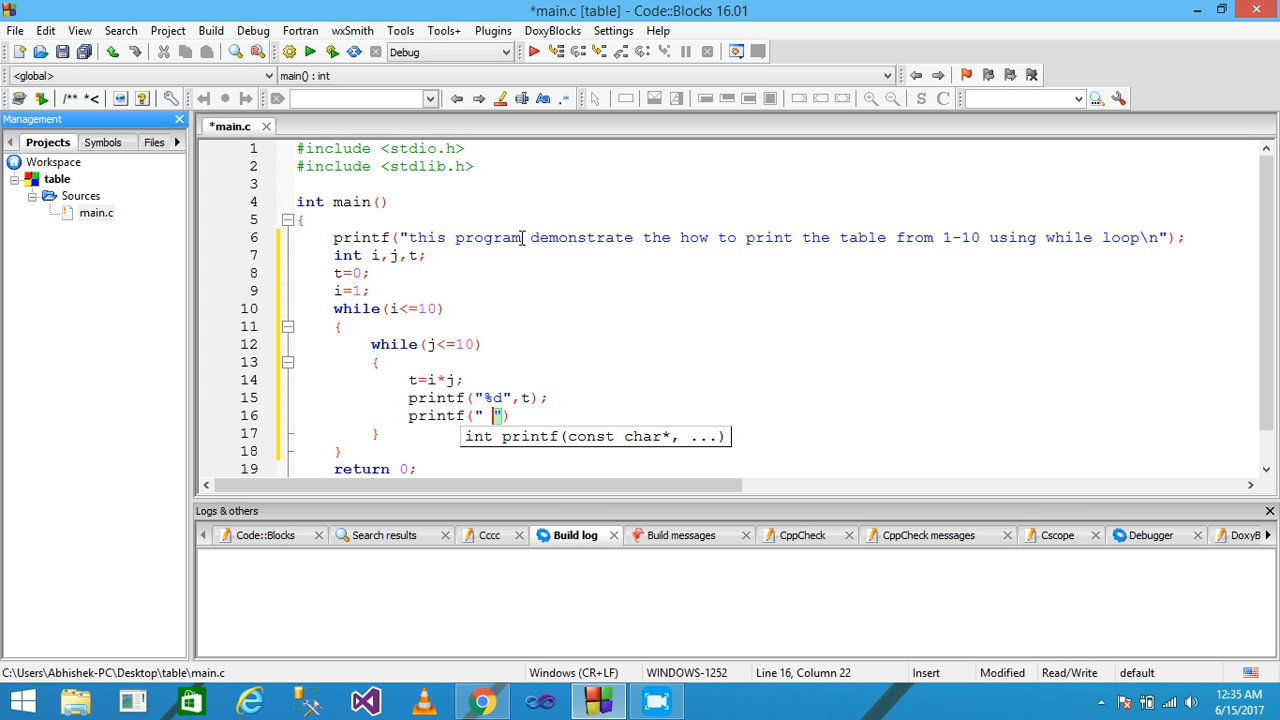 *main.c [table] - Code::Blocks 16.01
File Edit View Search Project Build Debug Fortran wxSmith Tools Tools+ Plugins DoxyBlocks Settings Help
Debug
<global> main() : int
/** *< Aa .* S C
Management
*main.c
Projects Symbols Files
Workspace
table
Sources
main.c
1 #include <stdio.h>
2 #include <stdlib.h>
3
4 int main()
5 {
6 printf("this program demonstrate the how to print the table from 1-10 using while loop\n");
7 int i,j,t;
8 t=0;
9 i=1;
10 while(i<=10)
11 {
12 while(j<=10)
13 {
14 t=i*j;
15 printf("%d",t);
16 printf(" ")
int printf(const char*, ...)
17 }
18 }
19 return 0;
Logs & others
Code::Blocks Search results Cccc Build log Build messages CppCheck CppCheck messages Cscope Debugger DoxyB
C:\Users\Abhishek-PC\Desktop\table\main.c Windows (CR+LF) WINDOWS-1252 Line 16, Column 22 Insert Modified Read/Write default
12:35 AM
6/15/2017